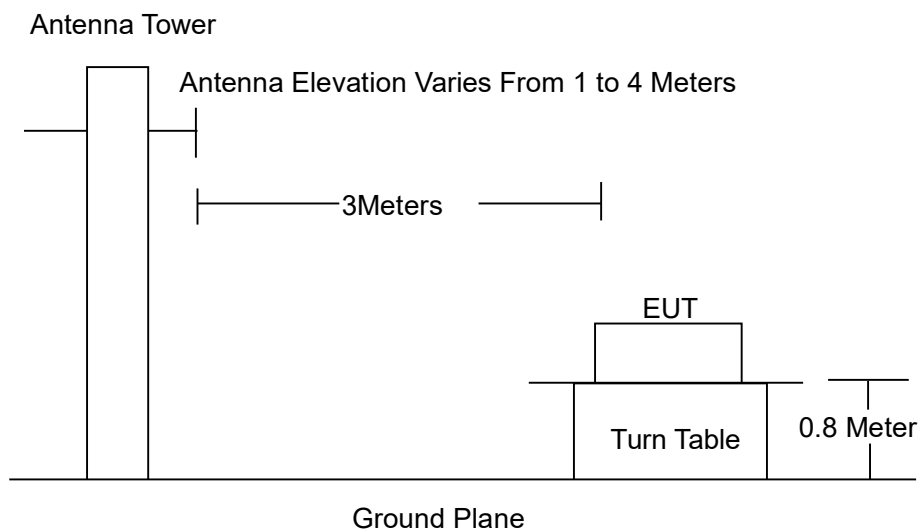 Antenna Tower
Antenna Elevation Varies From 1 to 4 Meters
3Meters
EUT
Turn Table
0.8 Meter
Ground Plane